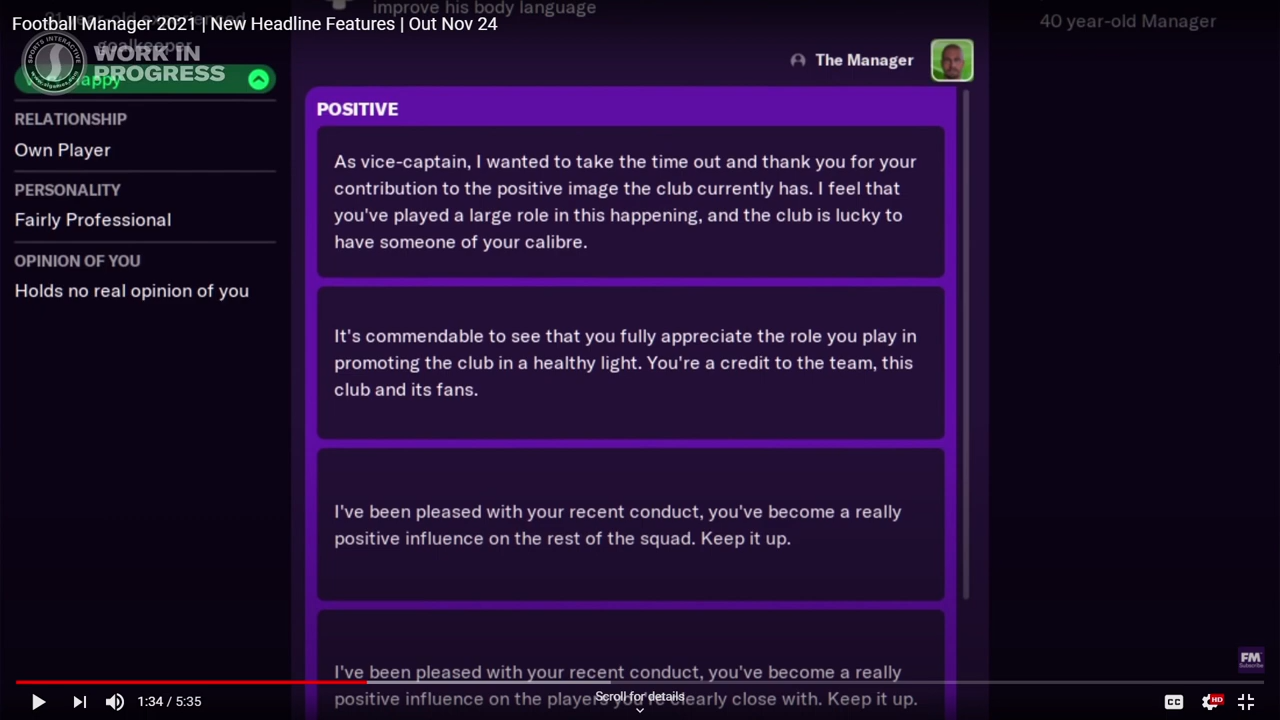 improve his body language
Football Manager 2021 | New Headline Features | Out Nov 24
40 year-old Manager
goalkeeper
SPORTS INTERACTIVE
WORK IN
PROGRESS
The Manager
RELATIONSHIP
Own Player
PERSONALITY
Fairly Professional
OPINION OF YOU
Holds no real opinion of you
POSITIVE
As vice-captain, I wanted to take the time out and thank you for your
contribution to the positive image the club currently has. I feel that
you've played a large role in this happening, and the club is lucky to
have someone of your calibre.
It's commendable to see that you fully appreciate the role you play in
promoting the club in a healthy light. You're a credit to the team, this
club and its fans.
I've been pleased with your recent conduct, you've become a really
positive influence on the rest of the squad. Keep it up.
I've been pleased with your recent conduct, you've become a really
positive influence on the players you're clearly close with. Keep it up.
Scroll for details
FM
Subscribe
1:34 / 5:35
CC
HD